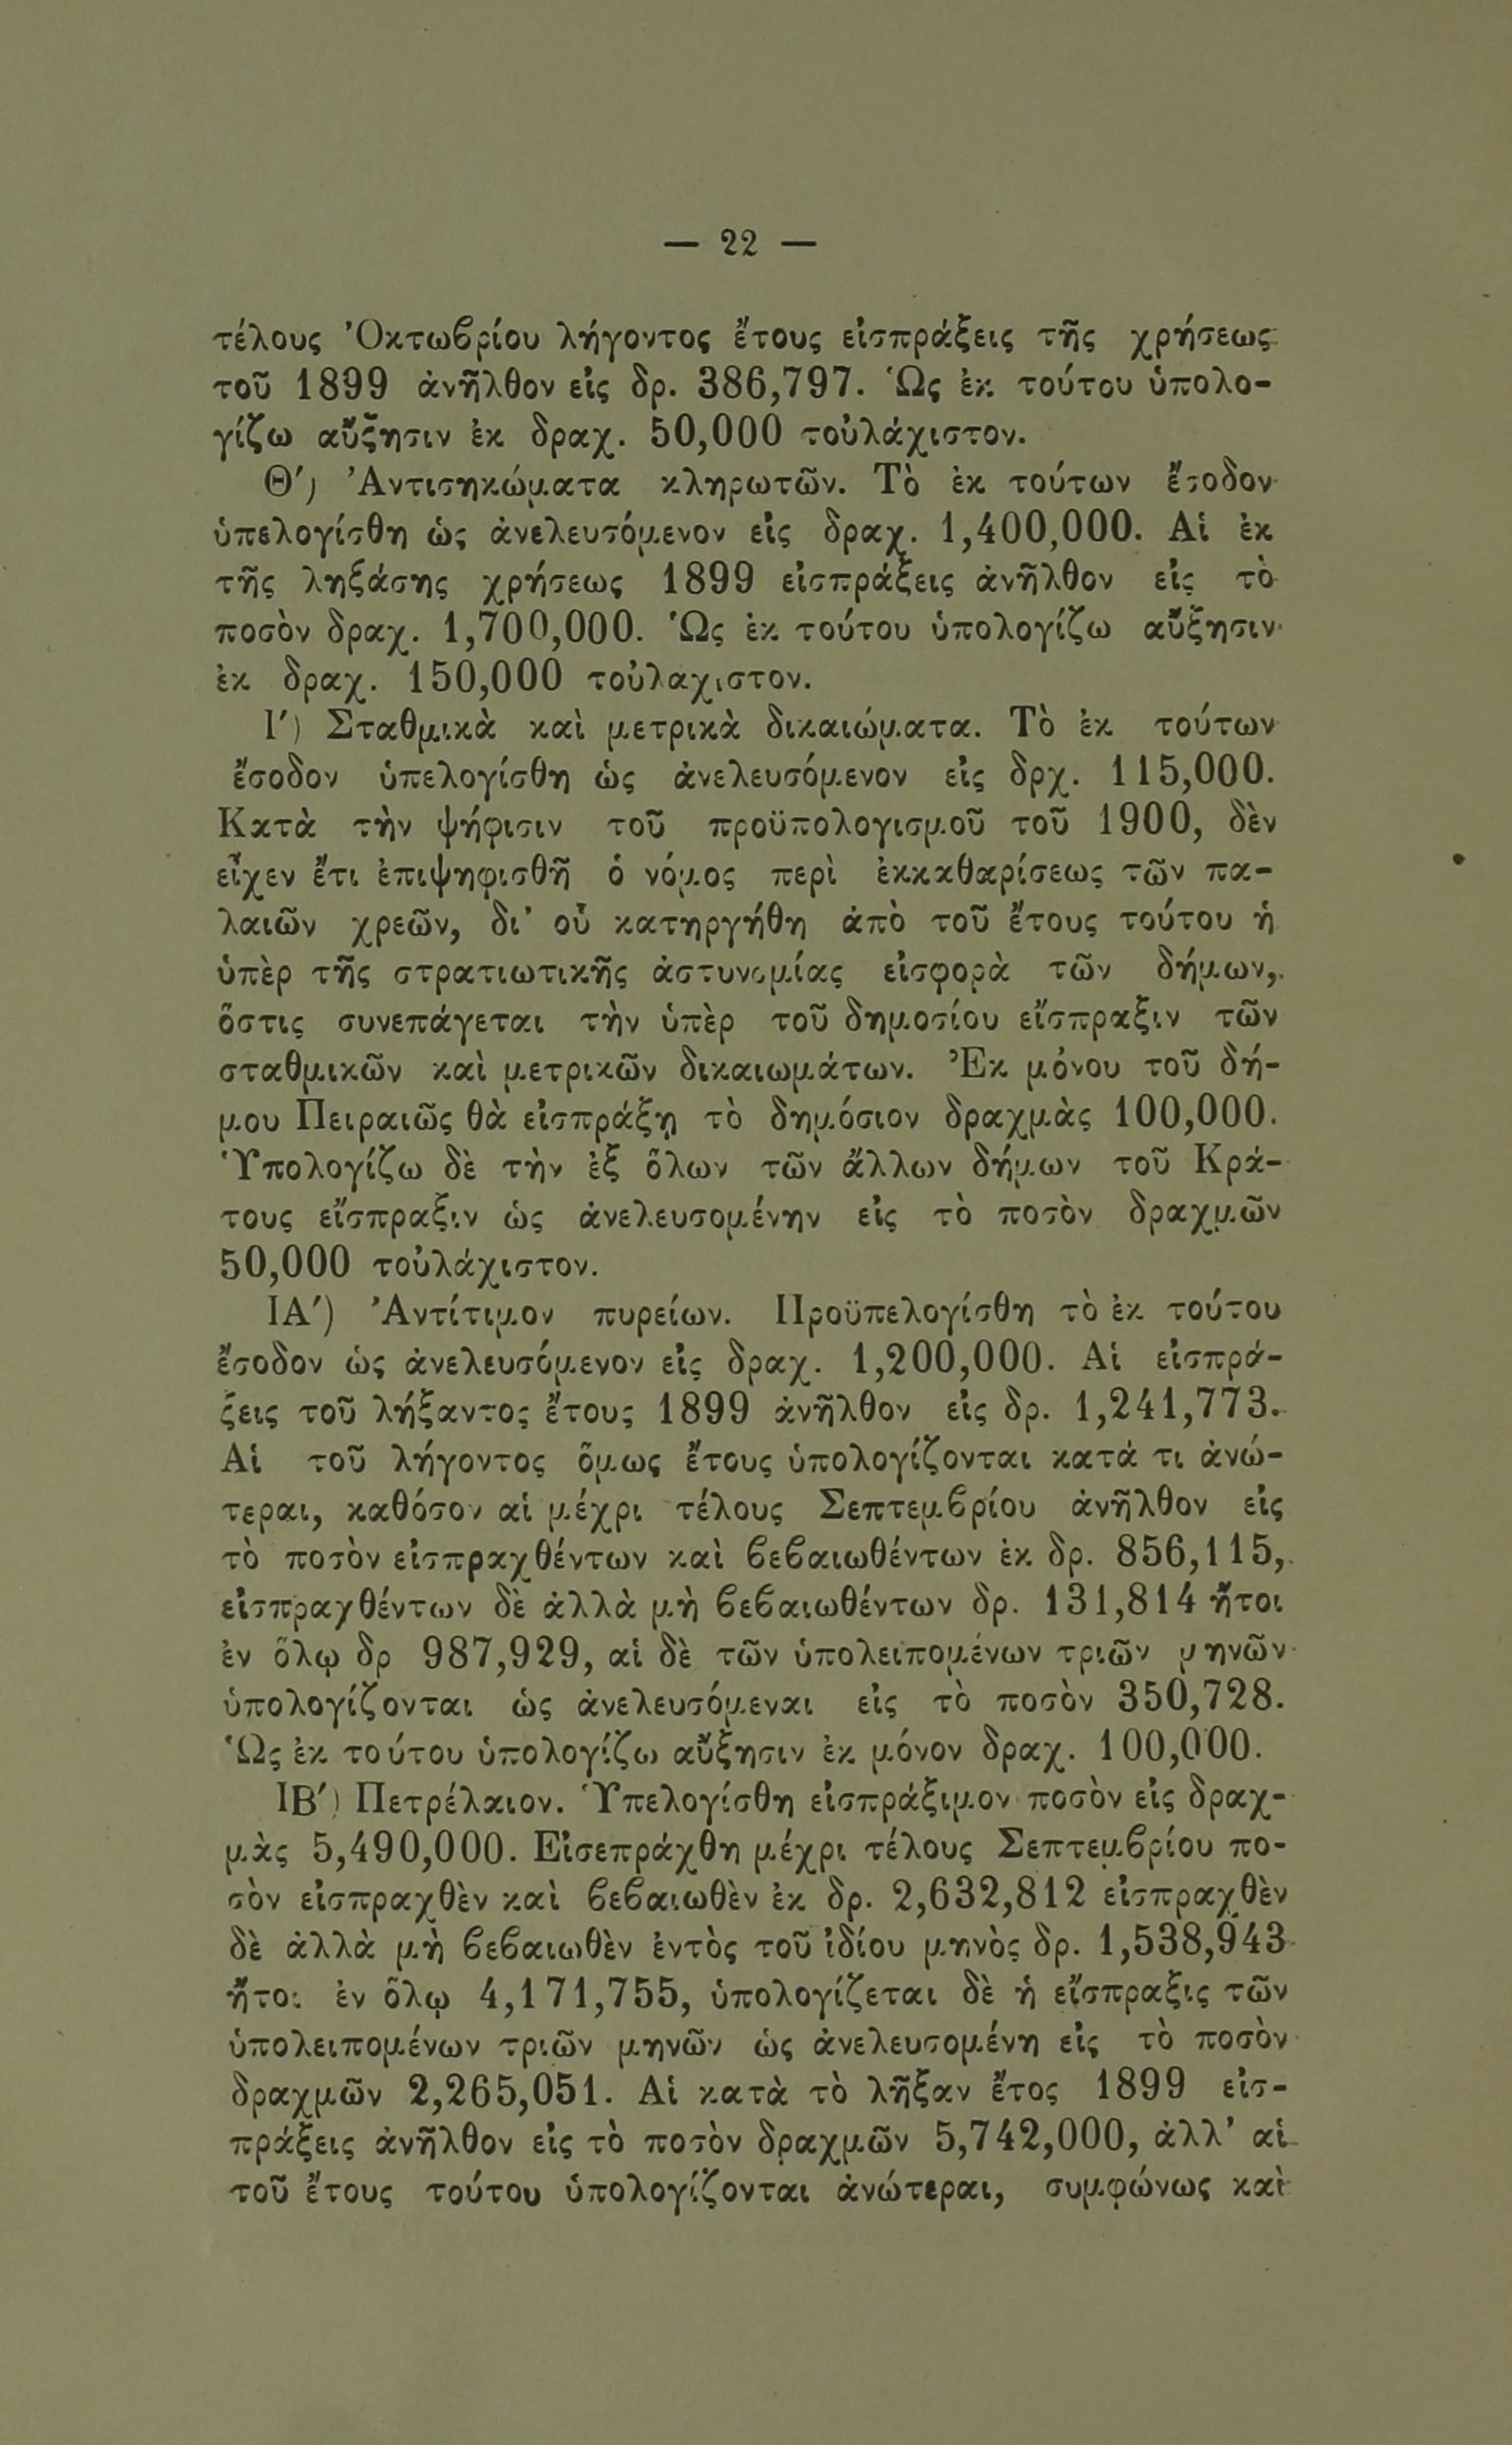 — 22 —
τέλους Ὀκτωβρίου λήγοντος ἔτους εἰσπράξεις τῆς χρήσεως
τοῦ 1899 ἀνῆλθον εἰς δρ. 386,797. Ὡς ἐκ τούτου ὑπολο-
γίζω αὔξησιν ἐκ δραχ. 50,000 τοὐλάχιστον.
Θ′) Ἀντισηκώματα κληρωτῶν. Τὸ ἐκ τούτων ἔσοδον
ὑπελογίσθη ὡς ἀνελευσόμενον εἰς δραχ. 1,400,000. Αἱ ἐκ
τῆς ληξάσης χρήσεως 1899 εἰσπράξεις ἀνῆλθον εἰς τὸ
ποσὸν δραχ. 1,700,000. Ὡς ἐκ τούτου ὑπολογίζω αὔξησιν
ἐκ δραχ. 150,000 τοὐλαχιστον.
Ι′) Σταθμικὰ καὶ μετρικὰ δικαιώματα. Τὸ ἐκ τούτων
ἔσοδον ὑπελογίσθη ὡς ἀνελευσόμενον εἰς δρχ. 115,000.
Κατὰ τὴν ψήφισιν τοῦ προϋπολογισμοῦ τοῦ 1900, δὲν
εἶχεν ἔτι ἐπιψηφισθῆ ὁ νόμος περὶ ἐκκαθαρίσεως τῶν πα-
λαιῶν χρεῶν, δι' οὗ κατηργήθη ἀπὸ τοῦ ἔτους τούτου ἡ
ὑπὲρ τῆς στρατιωτικῆς ἀστυνομίας εἰσφορὰ τῶν δήμων,
ὅστις συνεπάγεται τὴν ὑπὲρ τοῦ δημοσίου εἴσπραξιν τῶν
σταθμικῶν καὶ μετρικῶν δικαιωμάτων. Ἐκ μόνου τοῦ δή-
μου Πειραιῶς θὰ εἰσπράξῃ τὸ δημόσιον δραχμὰς 100,000.
Ὑπολογίζω δὲ τὴν ἐξ ὅλων τῶν ἄλλων δήμων τοῦ Κρά-
τους εἴσπραξιν ὡς ἀνελευσομένην εἰς τὸ ποσὸν δραχμῶν
50,000 τοὐλάχιστον.
ΙΑ′) Ἀντίτιμον πυρείων. Προϋπελογίσθη τὸ ἐκ τούτου
ἔσοδον ὡς ἀνελευσόμενον εἰς δραχ. 1,200,000. Αἱ εἰσπρά-
ξεις τοῦ λήξαντος ἔτους 1899 ἀνῆλθον εἰς δρ. 1,241,773.
Αἱ τοῦ λήγοντος ὅμως ἔτους ὑπολογίζονται κατά τι ἀνώ-
τεραι, καθόσον αἱ μέχρι τέλους Σεπτεμβρίου ἀνῆλθον εἰς
τὸ ποσὸν εἰσπραχθέντων καὶ βεβαιωθέντων ἐκ δρ. 856,115,
εἰσπραχθέντων δὲ ἀλλὰ μὴ βεβαιωθέντων δρ. 131,814 ἤτοι
ἐν ὅλῳ δρ 987,929, αἱ δὲ τῶν ὑπολειπομένων τριῶν μηνῶν
ὑπολογίζονται ὡς ἀνελευσόμεναι εἰς τὸ ποσὸν 350,728.
Ὡς ἐκ τούτου ὑπολογίζω αὔξησιν ἐκ μόνον δραχ. 100,000.
ΙΒ′) Πετρέλαιον. Ὑπελογίσθη εἰσπράξιμον ποσὸν εἰς δραχ-
μὰς 5,490,000. Εἰσεπράχθη μέχρι τέλους Σεπτεμβρίου πο-
σὸν εἰσπραχθὲν καὶ βεβαιωθὲν ἐκ δρ. 2,632,812 εἰσπραχθὲν
δὲ ἀλλὰ μὴ βεβαιωθὲν ἐντὸς τοῦ ἰδίου μηνὸς δρ. 1,538,943
ἤτοι ἐν ὅλῳ 4,171,755, ὑπολογίζεται δὲ ἡ εἴσπραξις τῶν
ὑπολειπομένων τριῶν μηνῶν ὡς ἀνελευσομένη εἰς τὸ ποσὸν
δραχμῶν 2,265,051. Αἱ κατὰ τὸ λῆξαν ἔτος 1899 εἰσ-
πράξεις ἀνῆλθον εἰς τὸ ποσὸν δραχμῶν 5,742,000, ἀλλ' αἱ
τοῦ ἔτους τούτου ὑπολογίζονται ἀνώτεραι, συμφώνως καὶ